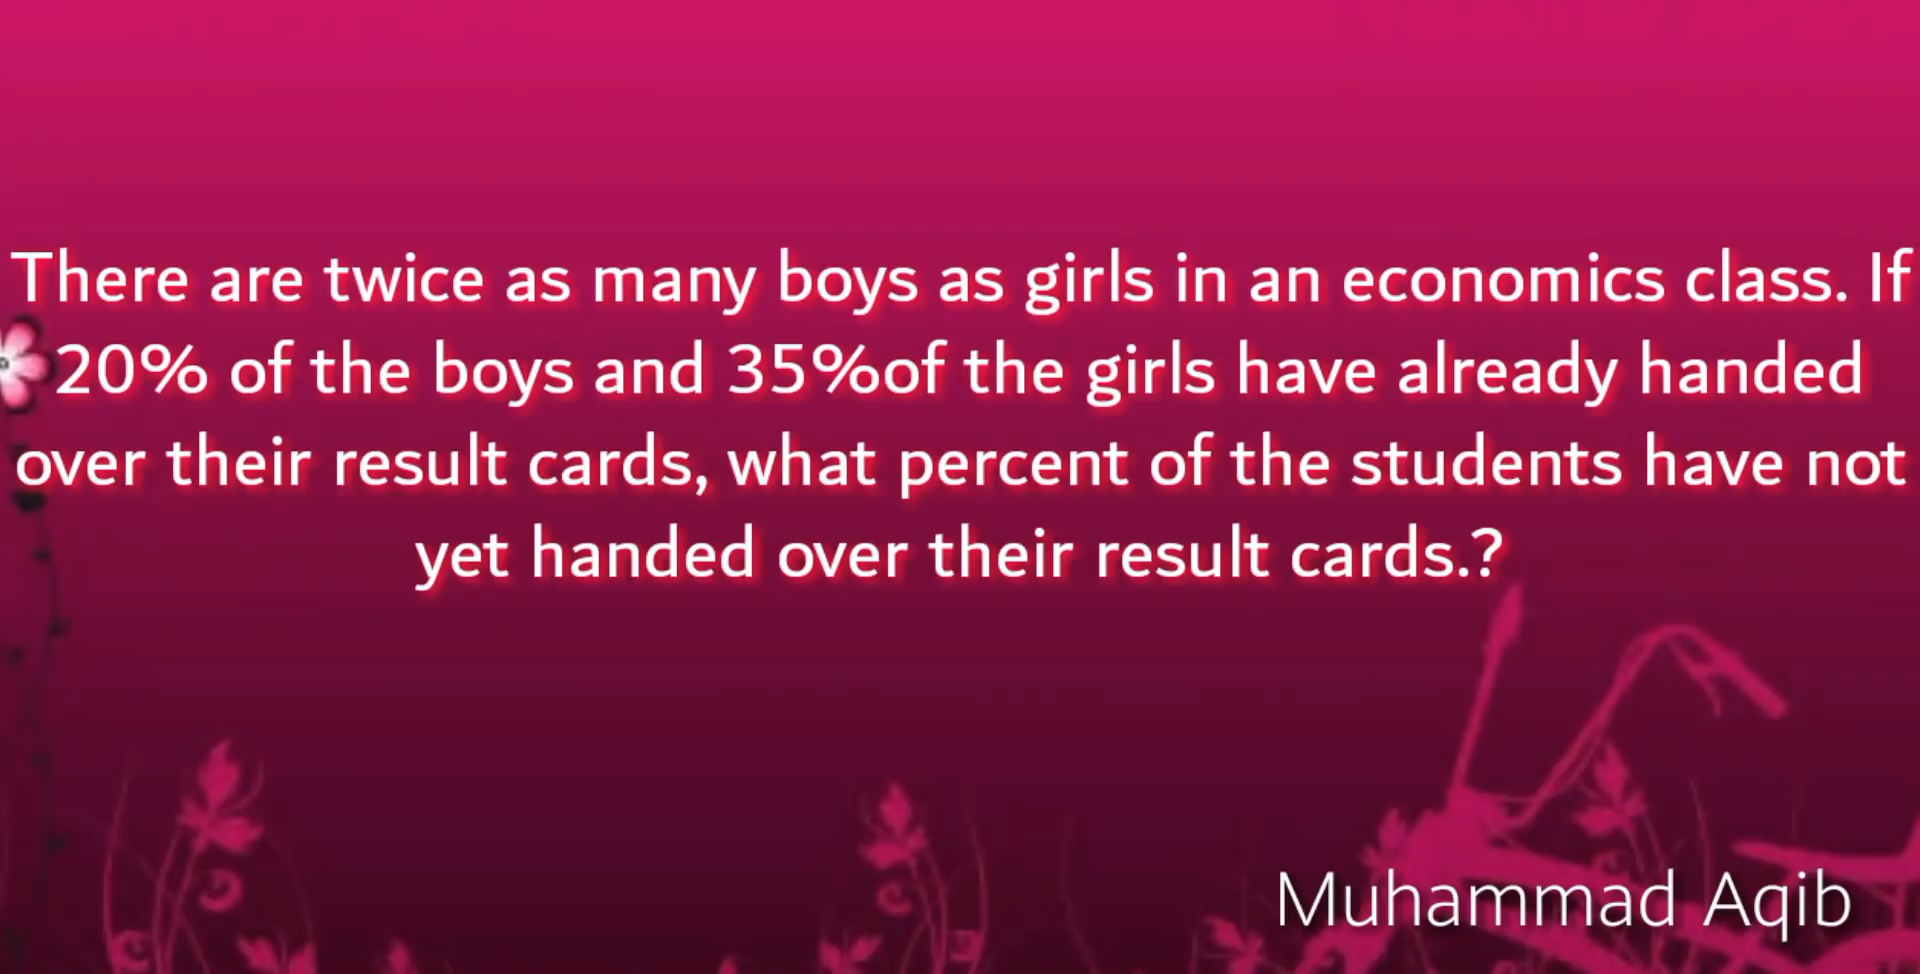 There are twice as many boys as girls in an economics class. If
20% of the boys and 35%of the girls have already handed
over their result cards, what percent of the students have not
yet handed over their result cards.?
Muhammad Aqib